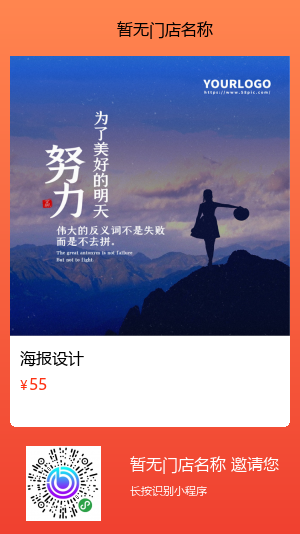 暂无门店名称
YOURLOGO
https://www.58pic.com/
为了美好的明天
努力
伟大的反义词不是失败
而是不去拼.
The great antonym is not failure
But not to fight.
海报设计
¥55
暂无门店名称 邀请您
长按识别小程序